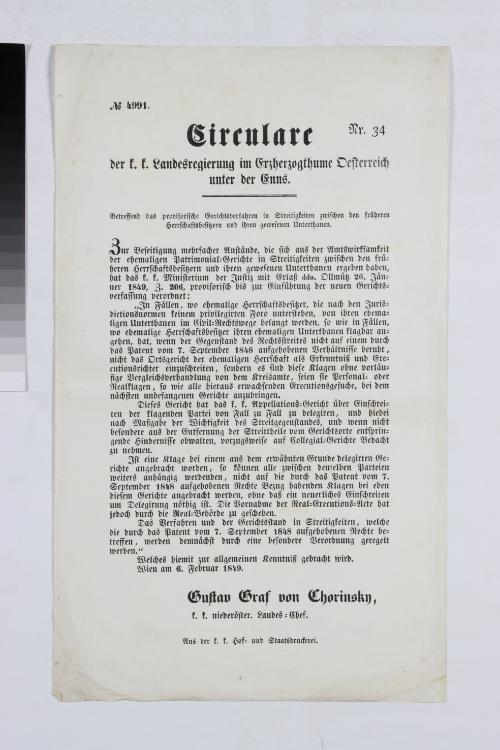 № 4991.
Circulare Nr. 34
der k. k. Landesregierung im Erzherzogthume Oesterreich
unter der Enns.
Betreffend das provisorische Gerichtsverfahren in Streitigkeiten zwischen den früheren
Herrschaftsbesitzern und ihren gewesenen Unterthanen.
Zur Beseitigung mehrfacher Anstände, die sich aus der Amtswirksamkeit
der ehemaligen Patrimonial-Gerichte in Streitigkeiten zwischen den frü-
heren Herrschaftsbesitzern und ihren gewesenen Unterthanen ergeben haben,
hat das k. k. Ministerium der Justiz mit Erlaß ddo. Ollmütz 26. Jän-
ner 1849, Z. 206, provisorisch bis zur Einführung der neuen Gerichts-
verfassung verordnet:
„In Fällen, wo ehemalige Herrschaftsbesitzer, die nach den Juris-
dictionsnormen keinem privilegirten Foro unterstehen, von ihren ehema-
ligen Unterthanen im Civil-Rechtswege belangt werden, so wie in Fällen,
wo ehemalige Herrschaftsbesitzer ihren ehemaligen Unterthanen klagbar an-
gehen, hat, wenn der Gegenstand des Rechtsstreites nicht auf einem durch
das Patent vom 7. September 1848 aufgehobenen Verhältnisse beruht,
nicht das Ortsgericht der ehemaligen Herrschaft als Erkenntniß und Exe-
cutionsrichter einzuschreiten, sondern es sind diese Klagen ohne vorläu-
fige Vergleichsverhandlung von dem Kreisamte, seien sie Personal- oder
Realklagen, so wie alle hieraus erwachsenden Executionsgesuche, bei dem
nächsten unbefangenen Gerichte anzubringen.
Dieses Gericht hat das k. k. Appellations-Gericht über Einschrei-
ten der klagenden Partei von Fall zu Fall zu delegiren, und hiebei
nach Maßgabe der Wichtigkeit des Streitgegenstandes, und wenn nicht
besondere aus der Entfernung der Streittheile vom Gerichtsorte entsprin-
gende Hindernisse obwalten, vorzugsweise auf Collegial-Gerichte Bedacht
zu nehmen.
Ist eine Klage bei einem aus dem erwähnten Grunde delegirten Ge-
richte angebracht worden, so können alle zwischen denselben Parteien
weiters anhängig werdenden, nicht auf die durch das Patent vom 7.
September 1848 aufgehobenen Rechte Bezug habenden Klagen bei eben
diesem Gerichte angebracht werden, ohne daß ein neuerliches Einschreiten
um Delegirung nöthig ist. Die Vornahme der Real-Executions-Acte hat
jedoch durch die Real-Behörde zu geschehen.
Das Verfahren und der Gerichtsstand in Streitigkeiten, welche
die durch das Patent vom 7. September 1848 aufgehobenen Rechte be-
treffen, werden demnächst durch eine besondere Verordnung geregelt
werden.“
Welches hiemit zur allgemeinen Kenntniß gebracht wird.
Wien am 6. Februar 1849.
Gustav Graf von Chorinsky,
k. k. niederöster. Landes-Chef.
Aus der k. k. Hof- und Staatsdruckerei.